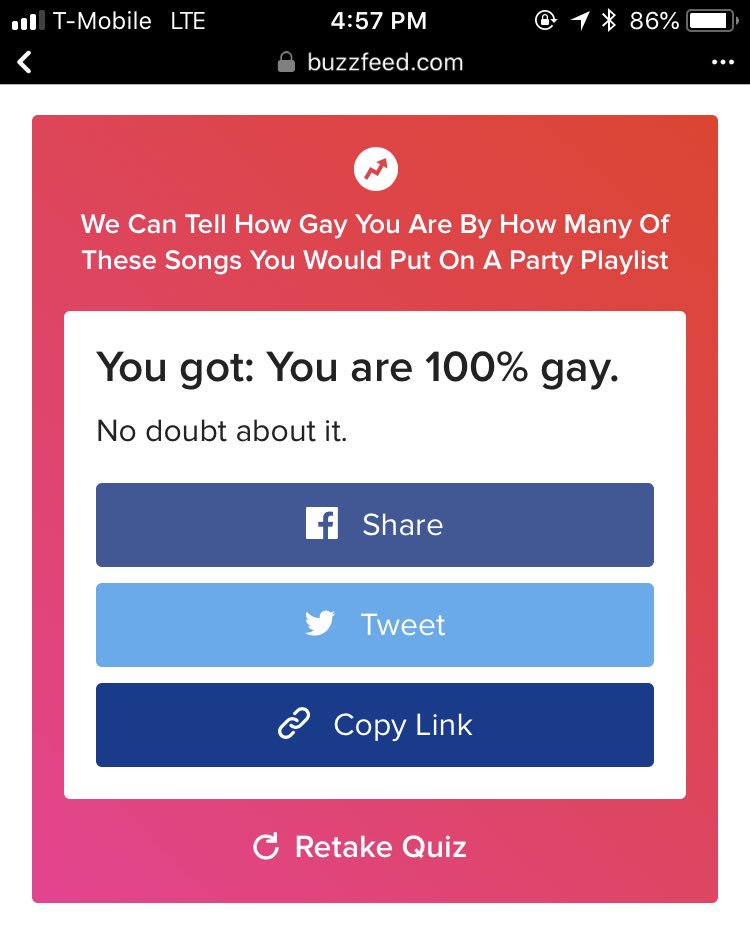 T-Mobile LTE 4:57 PM 86%
buzzfeed.com
We Can Tell How Gay You Are By How Many Of
These Songs You Would Put On A Party Playlist
You got: You are 100% gay.
No doubt about it.
Share
Tweet
Copy Link
Retake Quiz